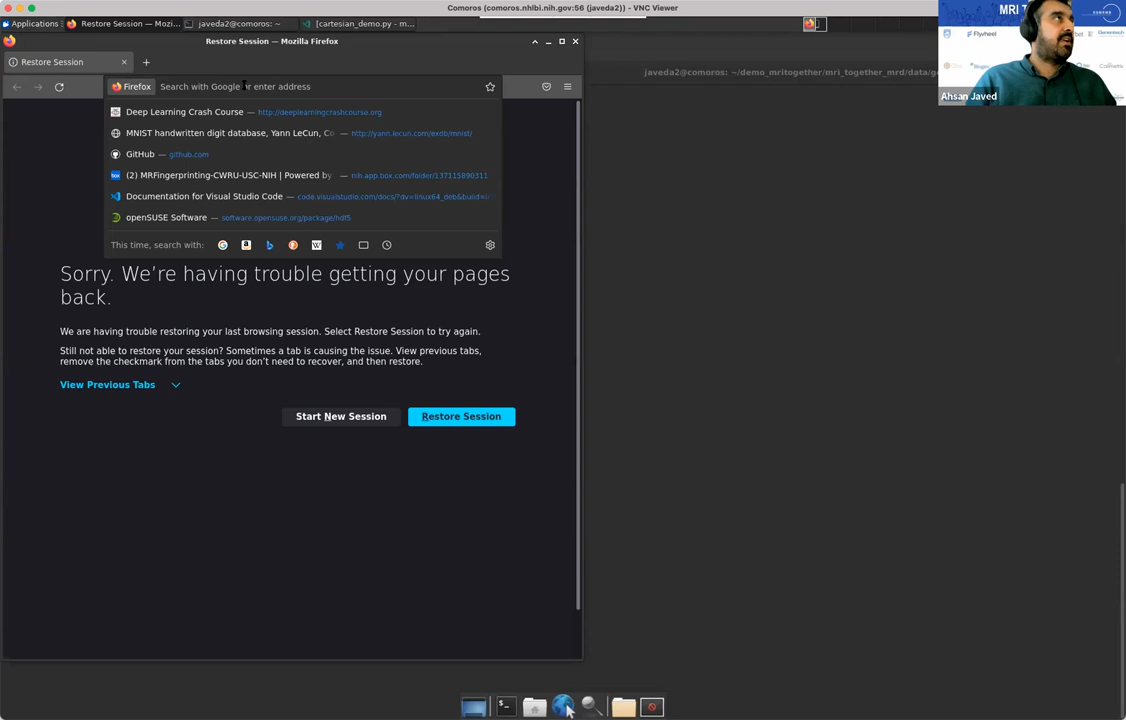 Comoros (comoros.nhlbi.nih.gov:56 (javeda2)) - VNC Viewer
Applications
Restore Session — Mozi...
javeda2@comoros: ~
[cartesian_demo.py - m...
Restore Session — Mozilla Firefox
javeda2@comoros: ~/demo_mritogether/mri_together_mrd/data/g
MRI T
Flywheel
Ahsan Javed
Restore Session
Firefox
Search with Google or enter address
Deep Learning Crash Course — http://deeplearningcrashcourse.org
MNIST handwritten digit database, Yann LeCun, Co — http://yann.lecun.com/exdb/mnist/
GitHub — github.com
(2) MRFingerprinting-CWRU-USC-NIH | Powered by — nih.app.box.com/folder/137115890311
Documentation for Visual Studio Code — code.visualstudio.com/docs/?dv=linux64_deb&build=i
openSUSE Software — software.opensuse.org/package/hdf5
This time, search with:
Sorry. We’re having trouble getting your pages
back.
We are having trouble restoring your last browsing session. Select Restore Session to try again.
Still not able to restore your session? Sometimes a tab is causing the issue. View previous tabs,
remove the checkmark from the tabs you don’t need to recover, and then restore.
View Previous Tabs
Start New Session
Restore Session